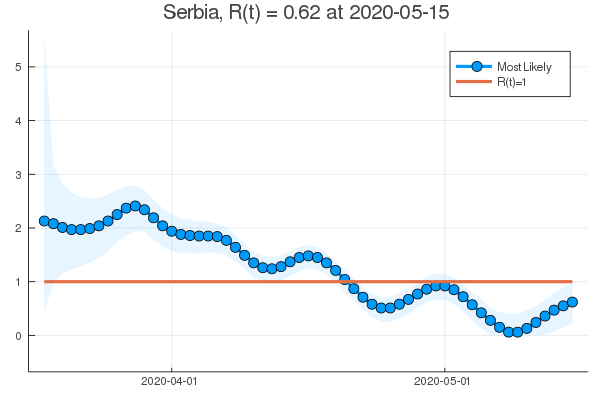 Serbia, R(t) = 0.62 at 2020-05-15
5
4
3
2
1
0
Most Likely
R(t)=1
2020-04-01
2020-05-01